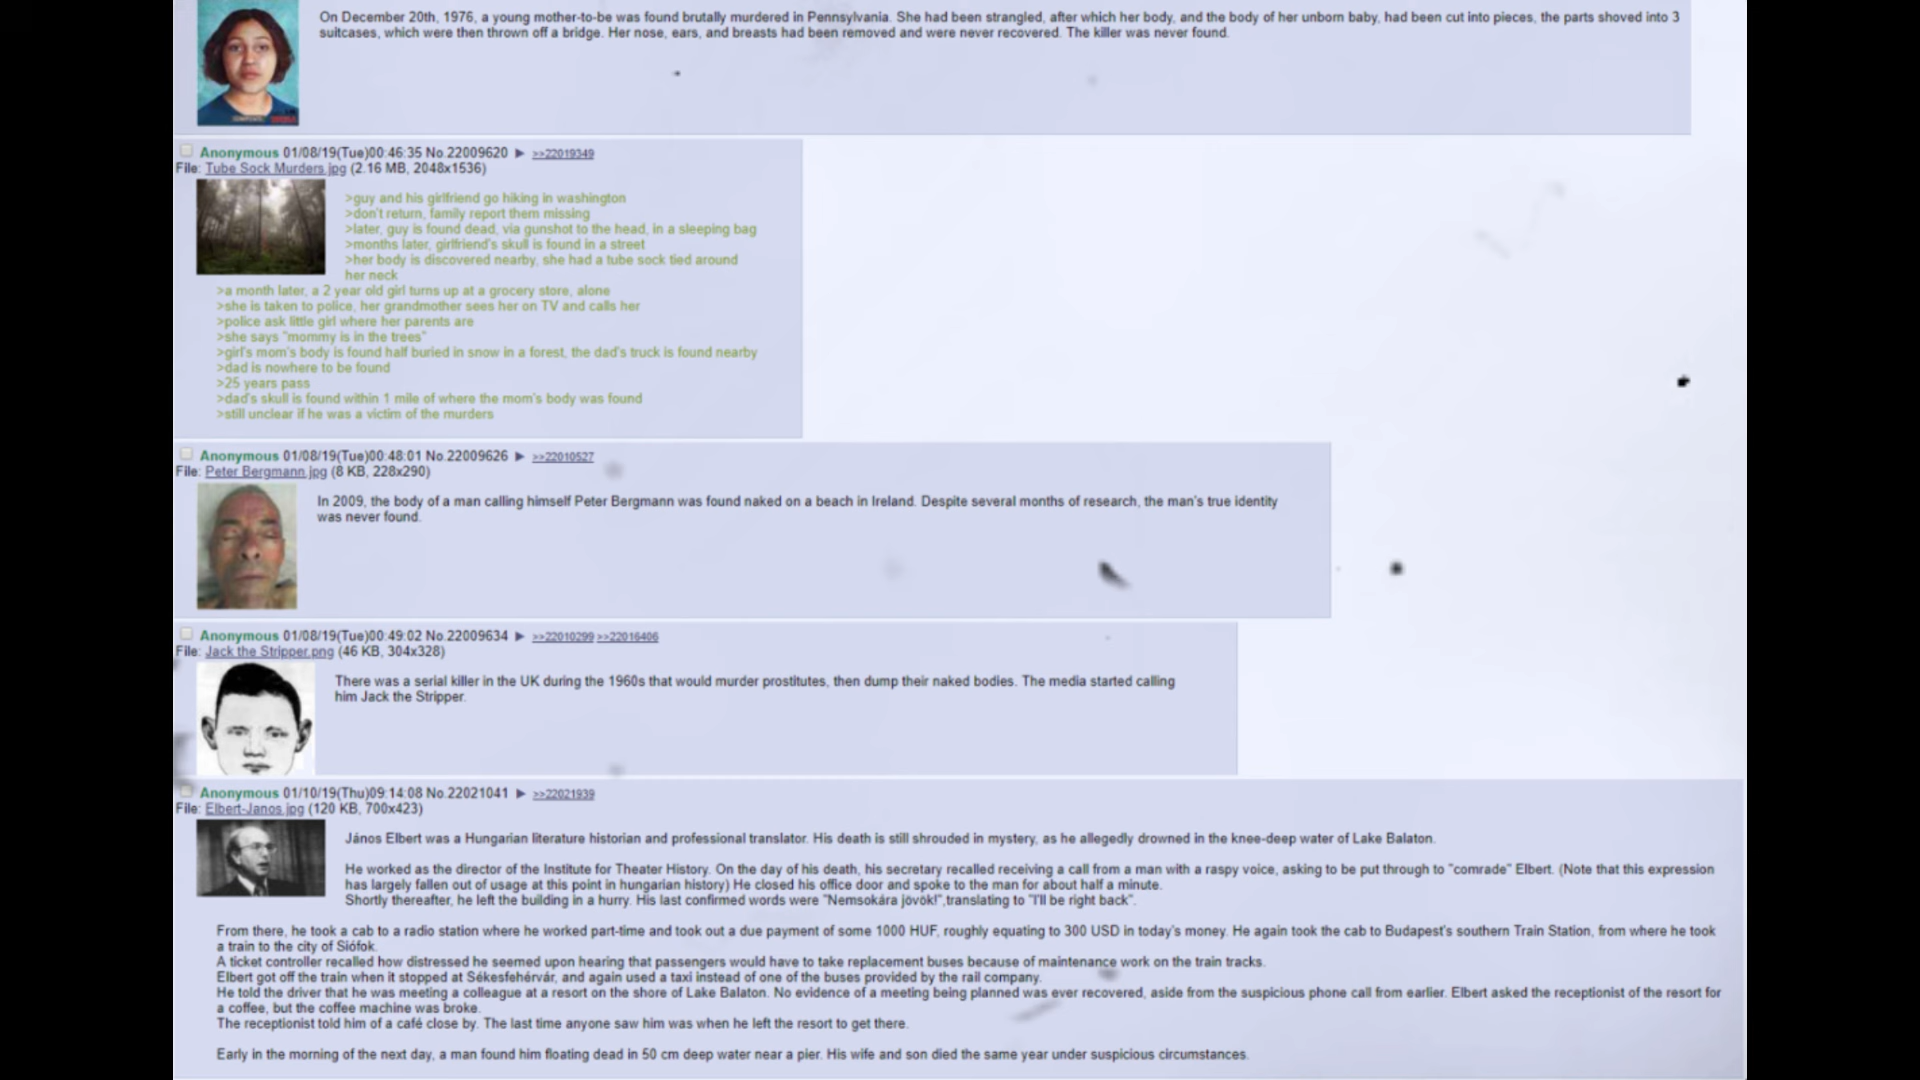 On December 20th, 1976, a young mother-to-be was found brutally murdered in Pennsylvania. She had been strangled, after which her body, and the body of her unborn baby, had been cut into pieces, the parts shoved into 3
suitcases, which were then thrown off a bridge. Her nose, ears, and breasts had been removed and were never recovered. The killer was never found.
Anonymous 01/08/19(Tue)00:46:35 No.22009620 ▶ >>22019349
File: Tube Sock Murders.jpg (2.16 MB, 2048x1536)
>guy and his girlfriend go hiking in washington
>don't return, family report them missing
>later, guy is found dead, via gunshot to the head, in a sleeping bag
>months later, girlfriend's skull is found in a street
>her body is discovered nearby, she had a tube sock tied around
her neck
>a month later, a 2 year old girl turns up at a grocery store, alone
>she is taken to police, her grandmother sees her on TV and calls her
>police ask little girl where her parents are
>she says "mommy is in the trees"
>girl's mom's body is found half buried in snow in a forest, the dad's truck is found nearby
>dad is nowhere to be found
>25 years pass
>dad's skull is found within 1 mile of where the mom's body was found
>still unclear if he was a victim of the murders
Anonymous 01/08/19(Tue)00:48:01 No.22009626 ▶ >>22010527
File: Peter Bergmann.jpg (8 KB, 228x290)
In 2009, the body of a man calling himself Peter Bergmann was found naked on a beach in Ireland. Despite several months of research, the man's true identity
was never found.
Anonymous 01/08/19(Tue)00:49:02 No.22009634 ▶ >>22010299 >>22016406
File: Jack the Stripper.png (46 KB, 304x328)
There was a serial killer in the UK during the 1960s that would murder prostitutes, then dump their naked bodies. The media started calling
him Jack the Stripper.
Anonymous 01/10/19(Thu)09:14:08 No.22021041 ▶ >>22021939
File: Elbert-Janos.jpg (120 KB, 700x423)
János Elbert was a Hungarian literature historian and professional translator. His death is still shrouded in mystery, as he allegedly drowned in the knee-deep water of Lake Balaton.
He worked as the director of the Institute for Theater History. On the day of his death, his secretary recalled receiving a call from a man with a raspy voice, asking to be put through to "comrade" Elbert. (Note that this expression
has largely fallen out of usage at this point in hungarian history) He closed his office door and spoke to the man for about half a minute.
Shortly thereafter, he left the building in a hurry. His last confirmed words were "Nemsokára jövök!",translating to "I'll be right back".
From there, he took a cab to a radio station where he worked part-time and took out a due payment of some 1000 HUF, roughly equating to 300 USD in today's money. He again took the cab to Budapest's southern Train Station, from where he took
a train to the city of Siófok.
A ticket controller recalled how distressed he seemed upon hearing that passengers would have to take replacement buses because of maintenance work on the train tracks.
Elbert got off the train when it stopped at Székesfehérvár, and again used a taxi instead of one of the buses provided by the rail company.
He told the driver that he was meeting a colleague at a resort on the shore of Lake Balaton. No evidence of a meeting being planned was ever recovered, aside from the suspicious phone call from earlier. Elbert asked the receptionist of the resort for
a coffee, but the coffee machine was broke.
The receptionist told him of a café close by. The last time anyone saw him was when he left the resort to get there.
Early in the morning of the next day, a man found him floating dead in 50 cm deep water near a pier. His wife and son died the same year under suspicious circumstances.